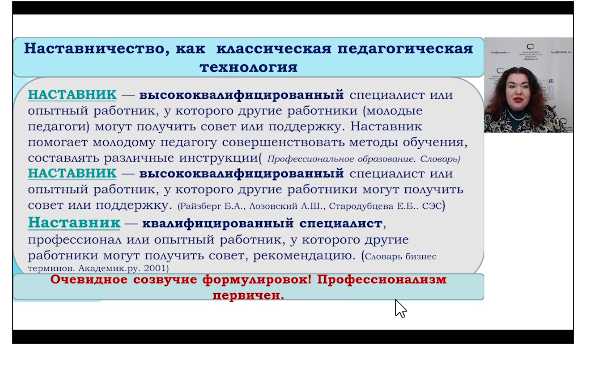 Наставничество, как классическая педагогическая
технология
НАСТАВНИК — высококвалифицированный специалист или
опытный работник, у которого другие работники (молодые
педагоги) могут получить совет или поддержку. Наставник
помогает молодому педагогу совершенствовать методы обучения,
составлять различные инструкции( Профессиональное образование. Словарь)
НАСТАВНИК — высококвалифицированный специалист или
опытный работник, у которого другие работники могут получить
совет или поддержку. (Райзберг Б.А., Лозовский Л.Ш., Стародубцева Е.Б.. СЭС)
Наставник — квалифицированный специалист,
профессионал или опытный работник, у которого другие
работники могут получить совет, рекомендацию. (Словарь бизнес
терминов. Академик.ру. 2001)
Очевидное созвучие формулировок! Профессионализм
первичен.